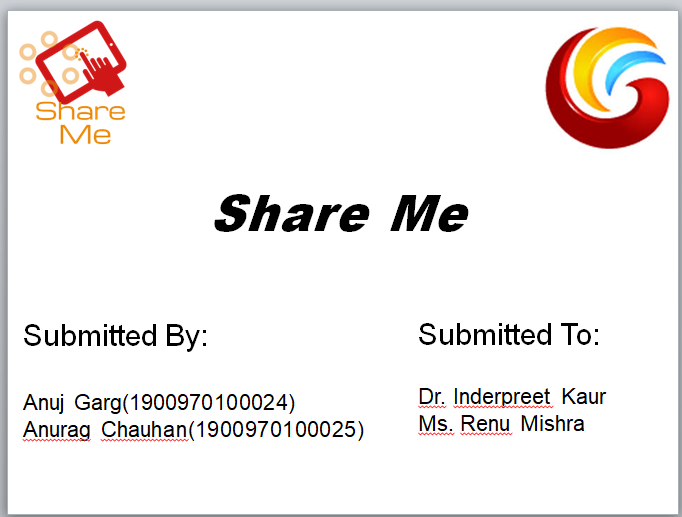 Share
Me
Share Me
Submitted By:
Anuj Garg(1900970100024)
Anurag Chauhan(1900970100025)
Submitted To:
Dr. Inderpreet Kaur
Ms. Renu Mishra